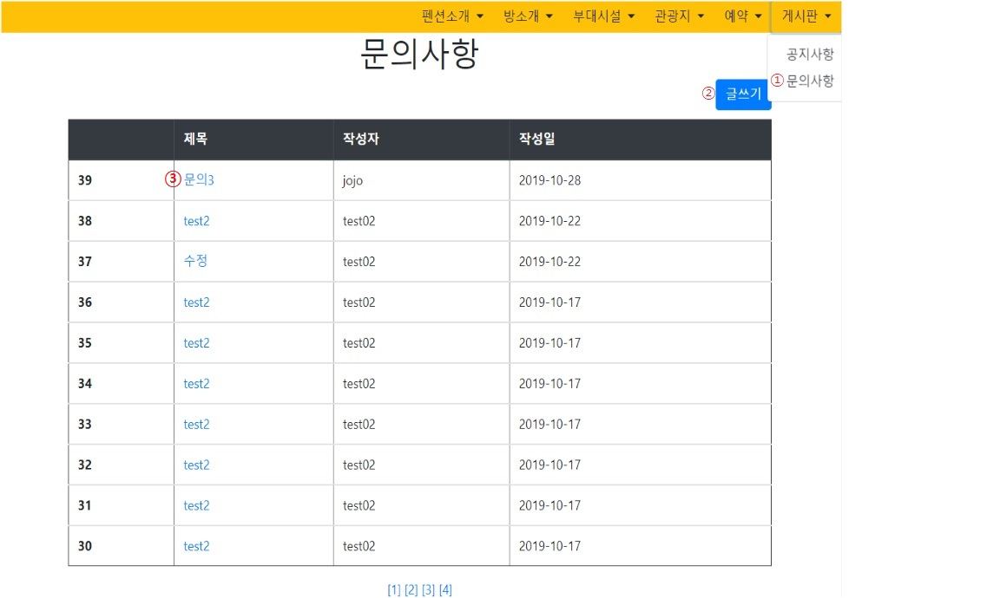 펜션소개 방소개 부대시설 관광지 예약 게시판
공지사항
① 문의사항
문의사항
② 글쓰기
제목 작성자 작성일
39 ③ 문의3 jojo 2019-10-28
38 test2 test02 2019-10-22
37 수정 test02 2019-10-22
36 test2 test02 2019-10-17
35 test2 test02 2019-10-17
34 test2 test02 2019-10-17
33 test2 test02 2019-10-17
32 test2 test02 2019-10-17
31 test2 test02 2019-10-17
30 test2 test02 2019-10-17
[1] [2] [3] [4]